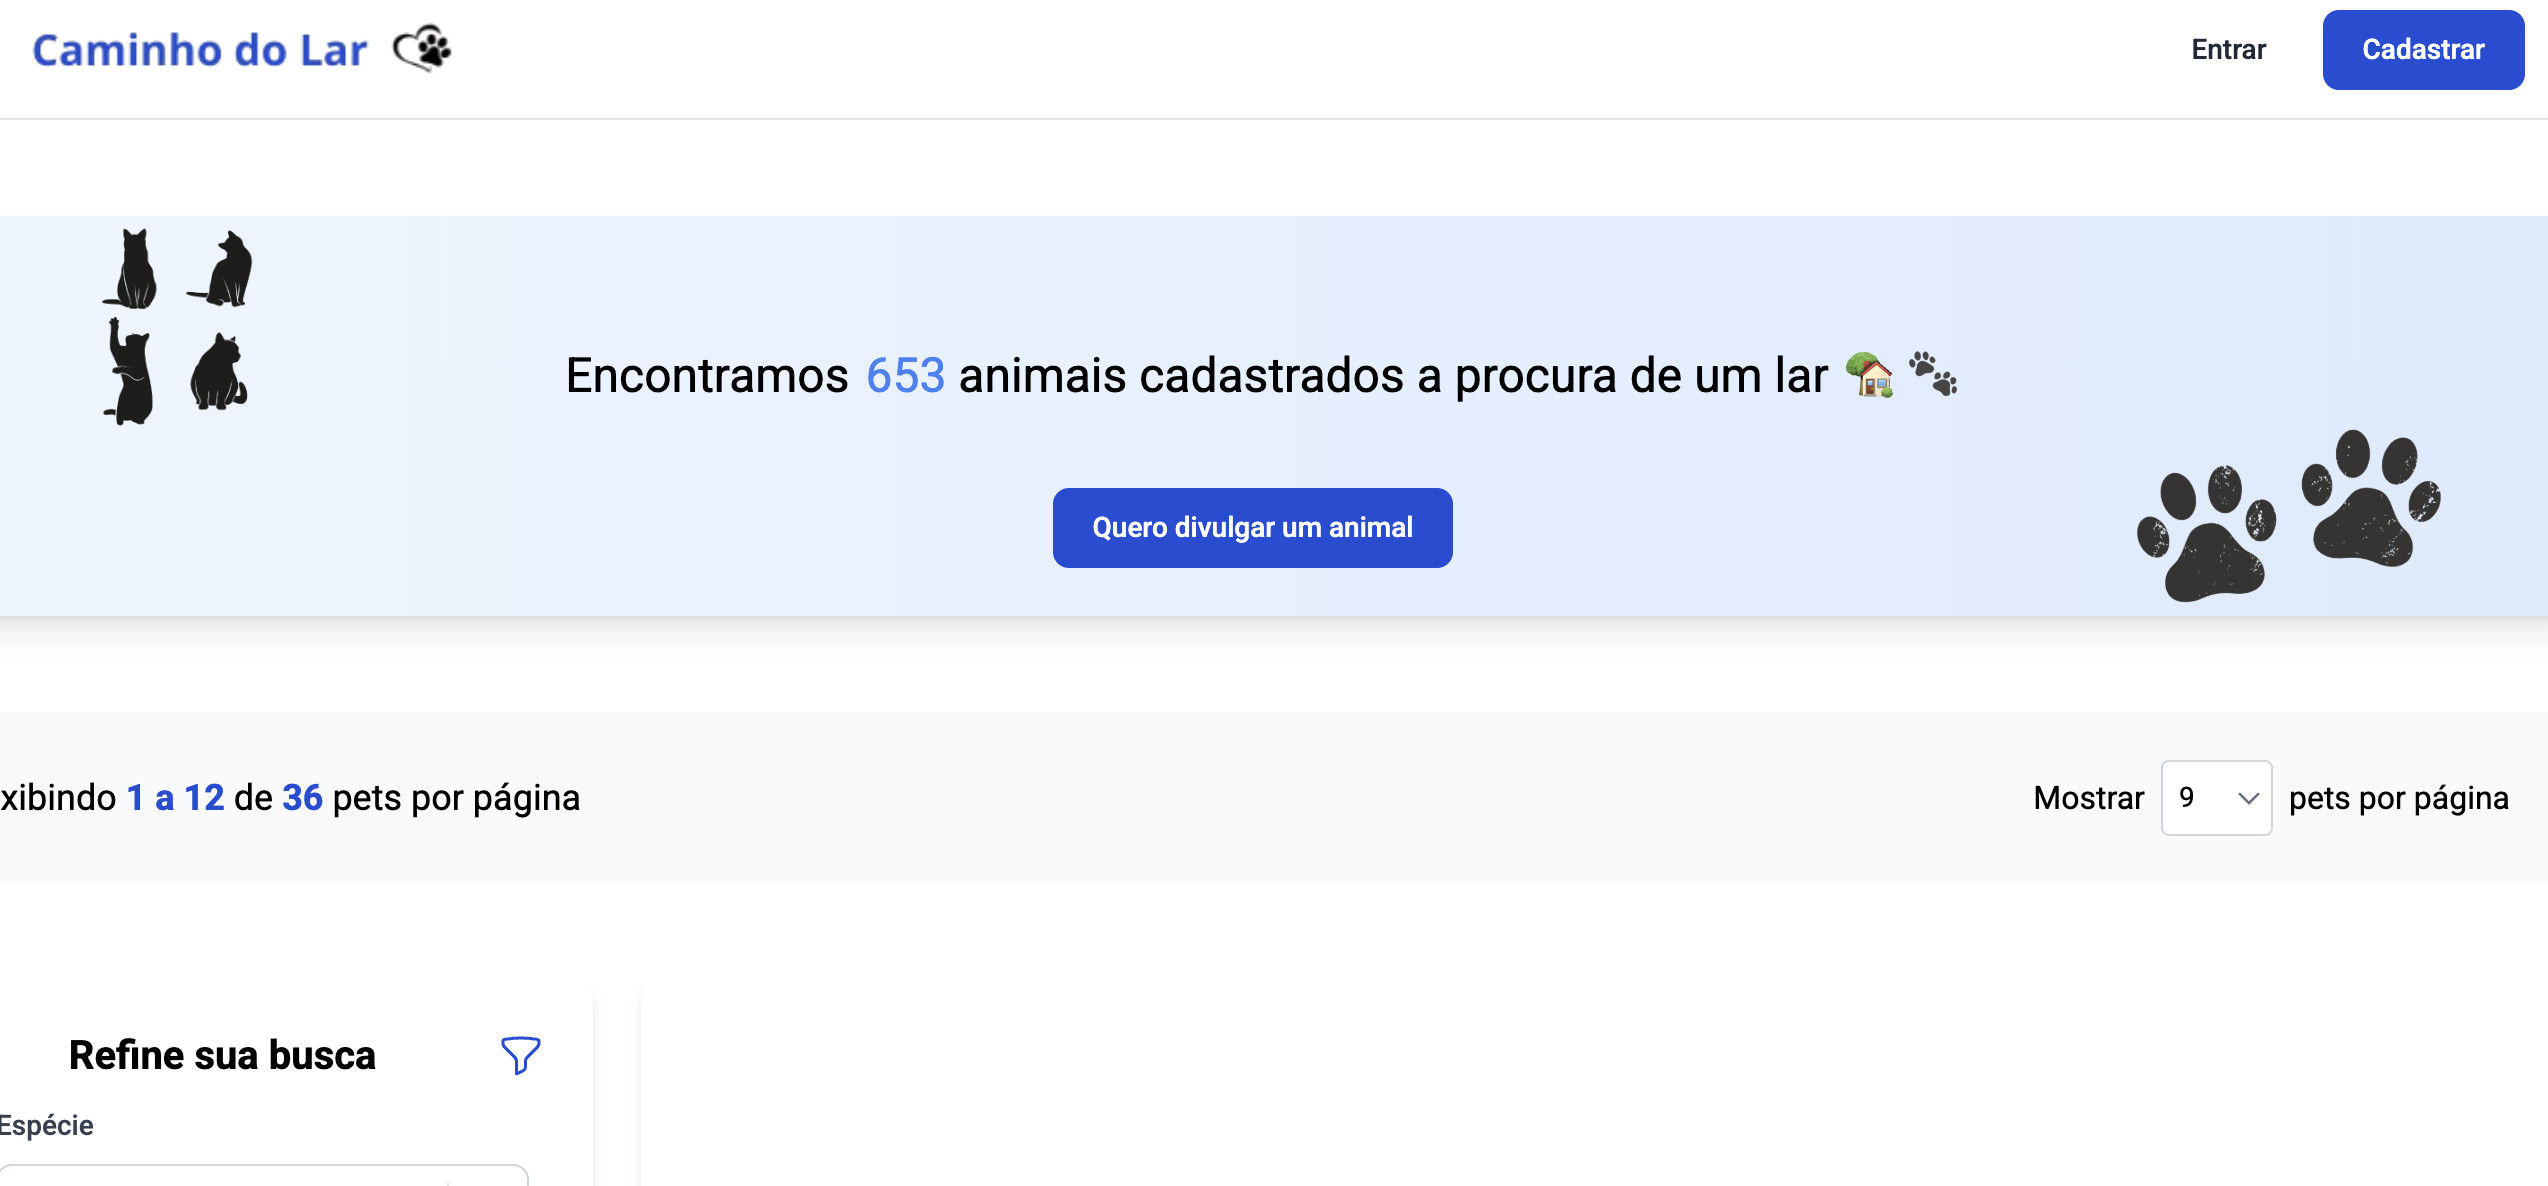 Caminho do Lar
Entrar
Cadastrar
Encontramos 653 animais cadastrados a procura de um lar 🏡 🐾
Quero divulgar um animal
xibindo 1 a 12 de 36 pets por página
Mostrar 9 pets por página
Refine sua busca
Espécie